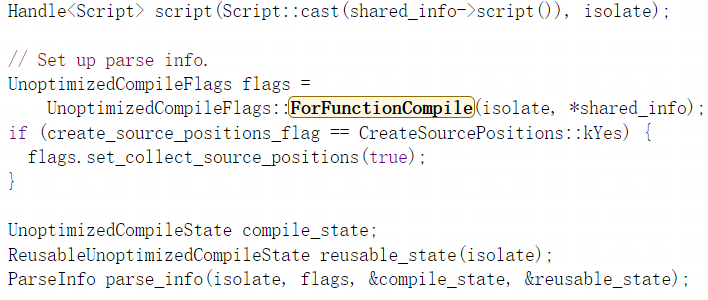 Handle<Script> script(Script::cast(shared_info->script()), isolate);
// Set up parse info.
UnoptimizedCompileFlags flags =
UnoptimizedCompileFlags::ForFunctionCompile(isolate, *shared_info);
if (create_source_positions_flag == CreateSourcePositions::kYes) {
flags.set_collect_source_positions(true);
}
UnoptimizedCompileState compile_state;
ReusableUnoptimizedCompileState reusable_state(isolate);
ParseInfo parse_info(isolate, flags, &compile_state, &reusable_state);